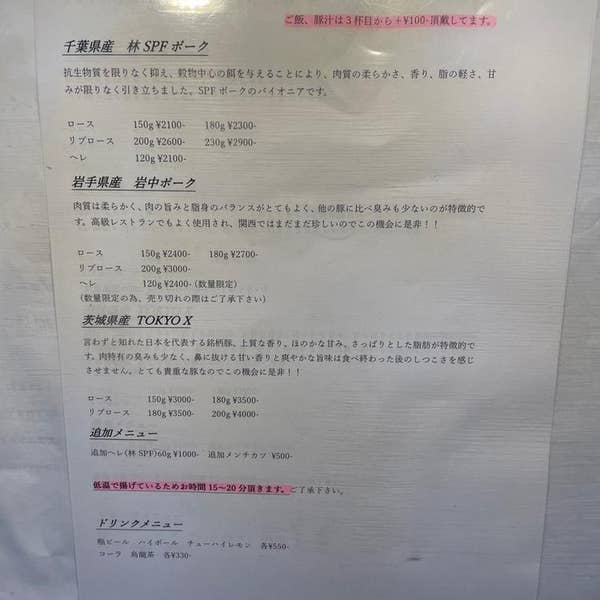 ご飯、豚汁は３杯目から＋¥100-頂戴してます。
千葉県産　林 SPF ポーク
抗生物質を限りなく抑え、穀物中心の餌を与えることにより、肉質の柔らかさ、香り、脂の軽さ、甘
みが限りなく引き立ちました。SPF ポークのパイオニアです。
ロース　150g ¥2100-　180g ¥2300-
リブロース　200g ¥2600-　230g ¥2900-
ヘレ　120g ¥2100-
岩手県産　岩中ポーク
肉質は柔らかく、肉の旨みと脂身のバランスがとてもよく、他の豚に比べ臭みも少ないのが特徴的で
す。高級レストランでもよく使用され、関西ではまだまだ珍しいのでこの機会に是非！！
ロース　150g ¥2400-　180g ¥2700-
リブロース　200g ¥3000-
ヘレ　120g ¥2400-（数量限定）
（数量限定の為、売り切れの際はご了承下さい）
茨城県産　TOKYO X
言わずと知れた日本を代表する銘柄豚、上質な香り、ほのかな甘み、さっぱりとした脂肪が特徴的で
す。肉特有の臭みも少なく、鼻に抜ける甘い香りと爽やかな旨味は食べ終わった後のしつこさを感じ
させません。とても貴重な豚なのでこの機会に是非！！
ロース　150g ¥3000-　180g ¥3500-
リブロース　180g ¥3500-　200g ¥4000-
追加メニュー
追加ヘレ（林 SPF）60g ¥1000-　追加メンチカツ ¥500-
低温で揚げているためお時間 15～20 分頂きます。ご了承下さい。
ドリンクメニュー
瓶ビール　ハイボール　チューハイレモン　各¥550-
コーラ　烏龍茶　各¥330-